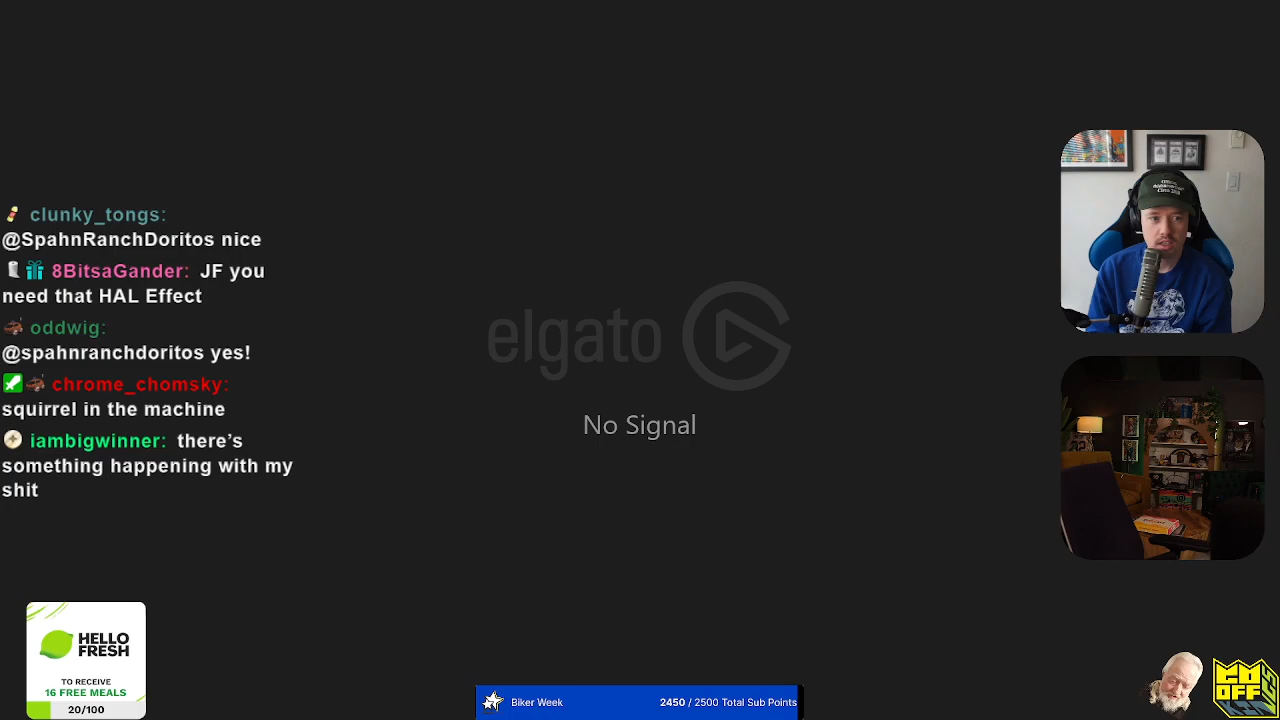 clunky_tongs:
@SpahnRanchDoritos nice
8BitsaGander: JF you
need that HAL Effect
oddwig:
@spahnranchdoritos yes!
chrome_chomsky:
squirrel in the machine
iambigwinner: there's
something happening with my
shit
elgato
No Signal
HELLO
FRESH
TO RECEIVE
16 FREE MEALS
20/100
Biker Week
2450 / 2500 Total Sub Points
GO
OFF